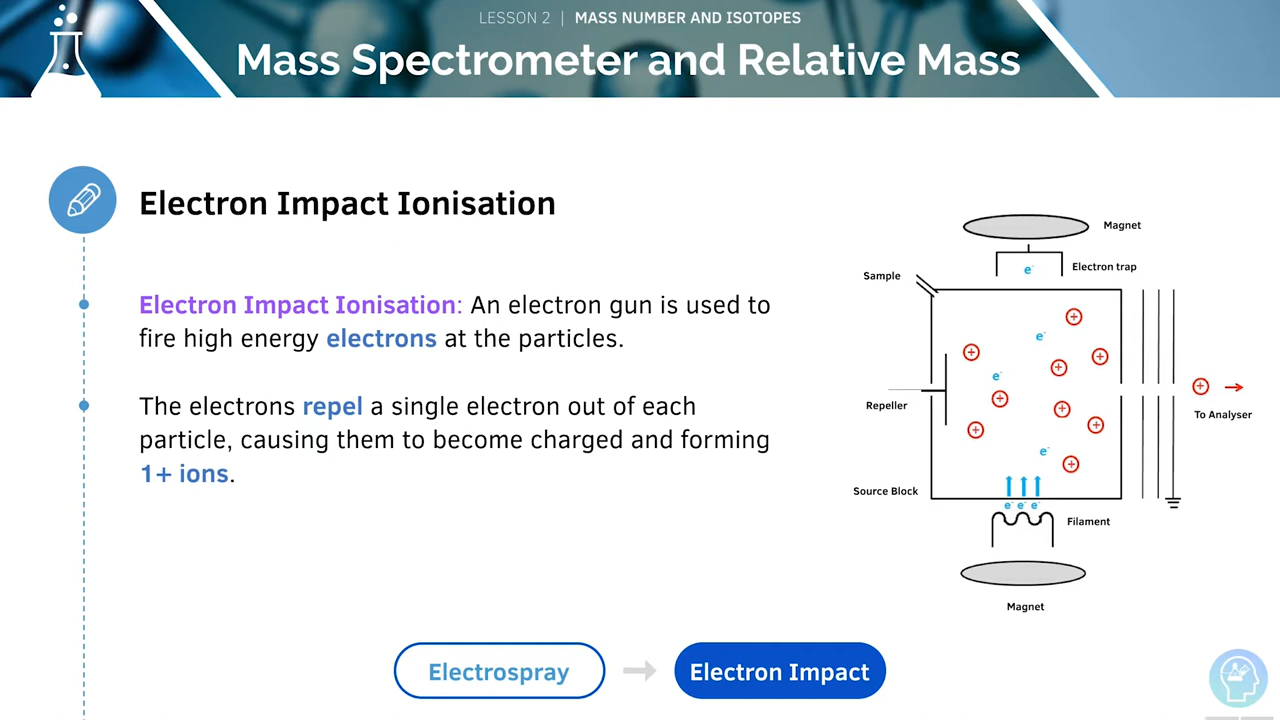 LESSON 2 | MASS NUMBER AND ISOTOPES
Mass Spectrometer and Relative Mass
Electron Impact Ionisation
Electron Impact Ionisation: An electron gun is used to
fire high energy electrons at the particles.
The electrons repel a single electron out of each
particle, causing them to become charged and forming
1+ ions.
Magnet
Electron trap
e⁻
Sample
+
e⁻
+
+
+
e⁻
+
+
To Analyser
+
Repeller
+
+
+
e⁻
+
Source Block
e⁻ e⁻ e⁻
Filament
Magnet
Electrospray
Electron Impact